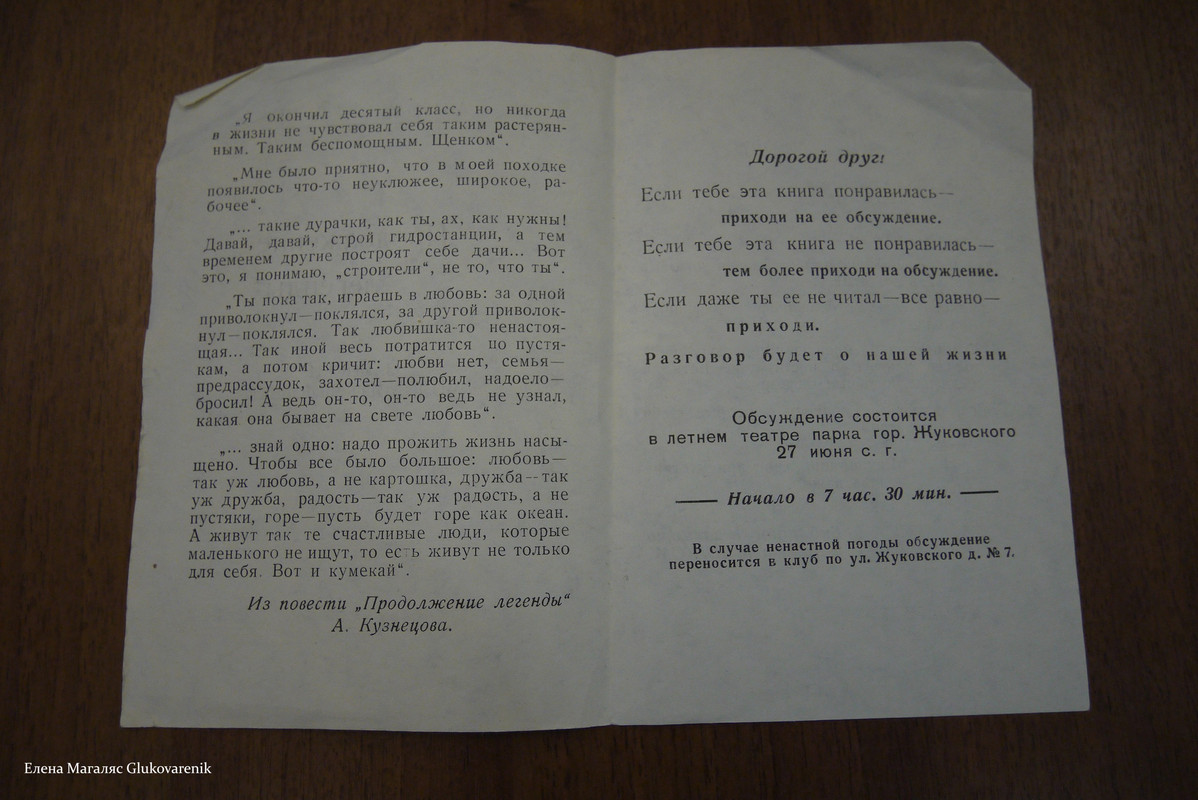 „Я окончил десятый класс, но никогда
в жизни не чувствовал себя таким растерян-
ным. Таким беспомощным. Щенком“.
„Мне было приятно, что в моей походке
появилось что-то неуклюжее, широкое, ра-
бочее“.
„... такие дурачки, как ты, ах, как нужны!
Давай, давай, строй гидростанции, а тем
временем другие построят себе дачи... Вот
это, я понимаю, „строители“, не то, что ты“.
„Ты пока так, играешь в любовь: за одной
приволокнул—поклялся, за другой приволок-
нул—поклялся. Так любвишка-то ненастоя-
щая... Так иной весь потратится по пустя-
кам, а потом кричит: любви нет, семья—
предрассудок, захотел—полюбил, надоело—
бросил! А ведь он-то, он-то ведь не узнал,
какая она бывает на свете любовь“.
„... знай одно: надо прожить жизнь насы-
щено. Чтобы все было большое: любовь—
так уж любовь, а не картошка, дружба--так
уж дружба, радость—так уж радость, а не
пустяки, горе—пусть будет горе как океан.
А живут так те счастливые люди, которые
маленького не ищут, то есть живут не только
для себя. Вот и кумекай“.
Из повести „Продолжение легенды“
А. Кузнецова.
Дорогой друг!
Если тебе эта книга понравилась—
приходи на ее обсуждение.
Если тебе эта книга не понравилась—
тем более приходи на обсуждение.
Если даже ты ее не читал—все равно—
приходи.
Разговор будет о нашей жизни
Обсуждение состоится
в летнем театре парка гор. Жуковского
27 июня с. г.
—— Начало в 7 час. 30 мин. ——
В случае ненастной погоды обсуждение
переносится в клуб по ул. Жуковского д. № 7.
Елена Магаляс Glukovarenik